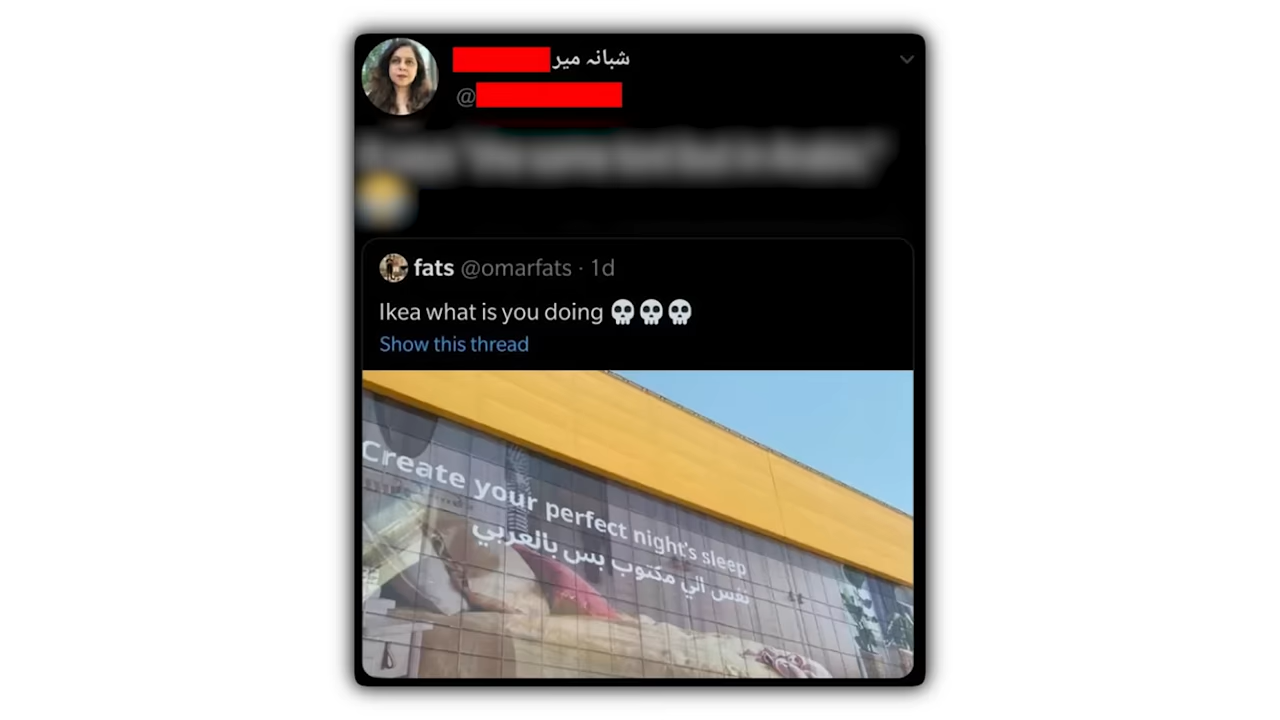 شبانہ میر
@
fats @omarfats · 1d
Ikea what is you doing 💀💀💀
Show this thread
Create your perfect night's sleep
نفس الي مكتوب بس بالعربي